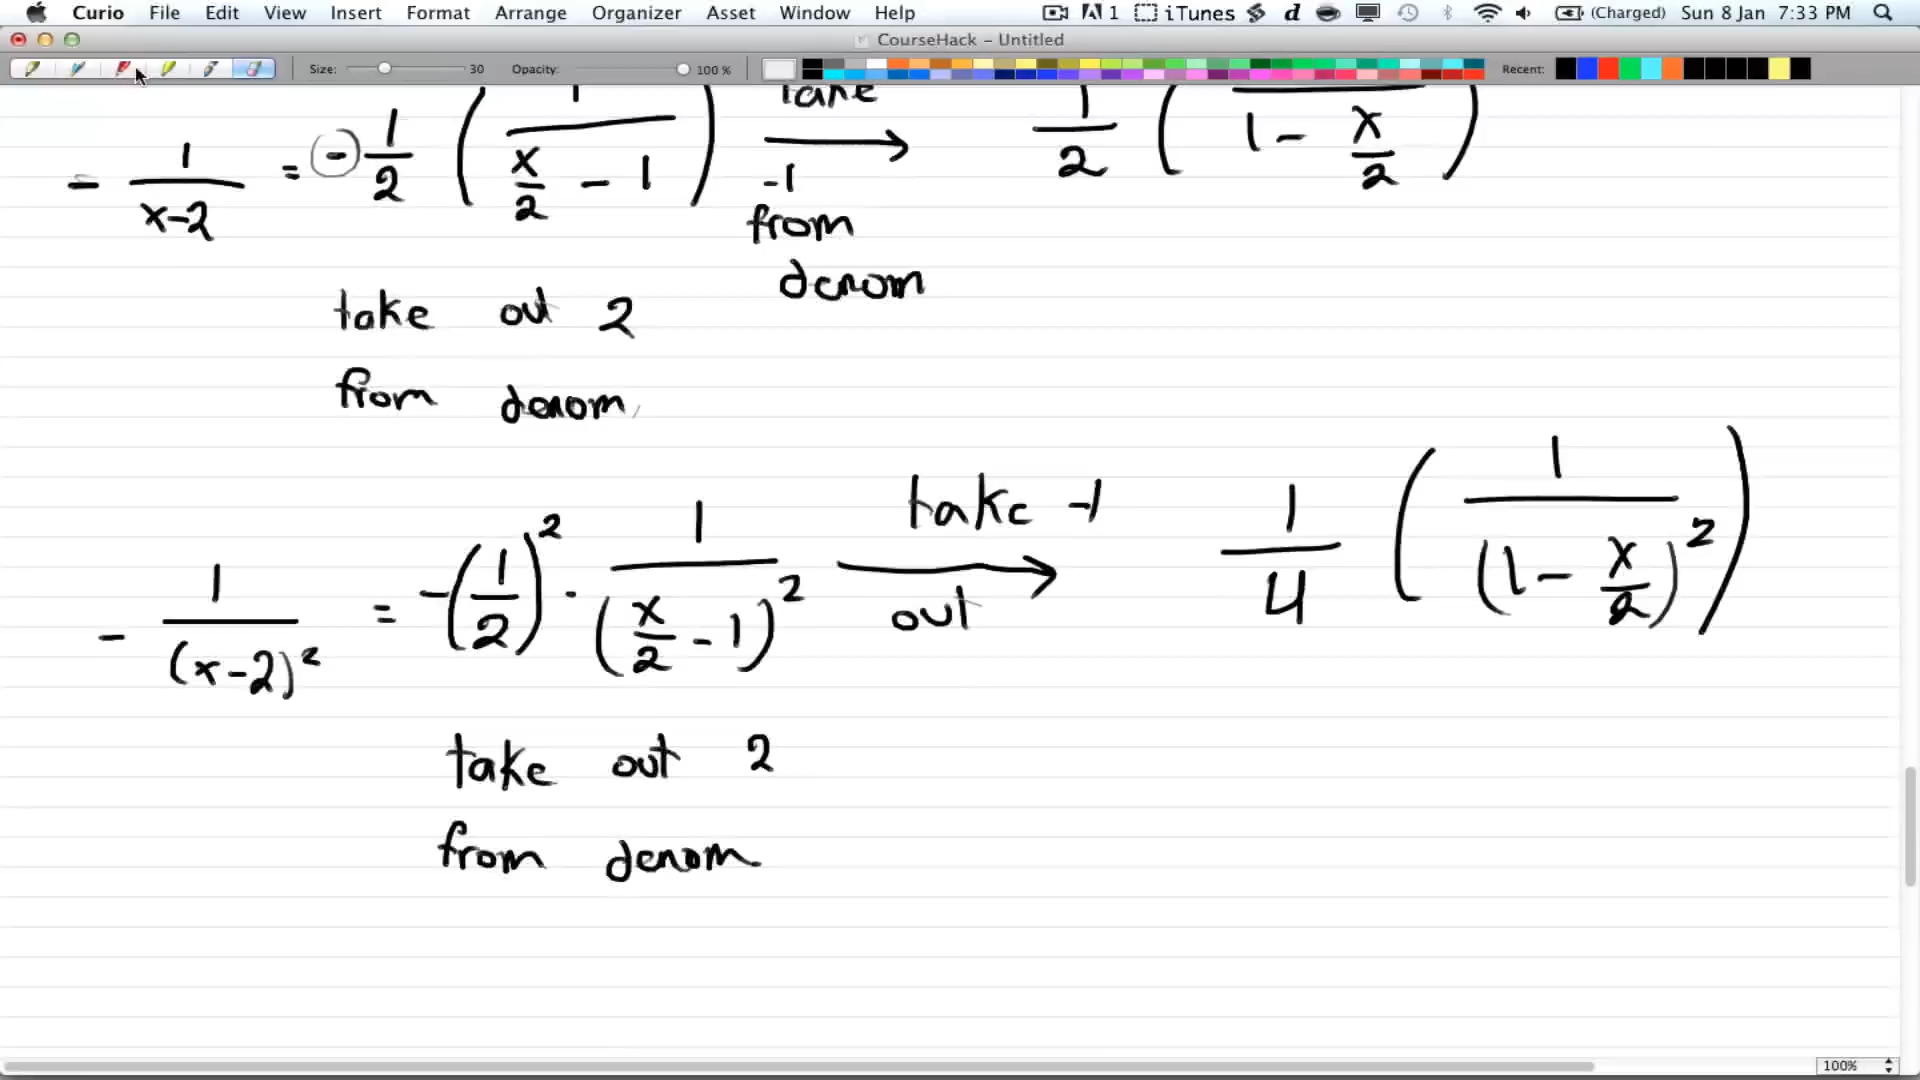 Curio File Edit View Insert Format Arrange Organizer Asset Window Help 1 iTunes d (Charged) Sun 8 Jan 7:33 PM
CourseHack – Untitled
Size: 30 Opacity: 100 % Recent:
- 1/(x-2) = - 1/2 ( 1/(x/2 - 1) ) take -1 from denom → 1/2 ( 1/(1 - x/2) )
take out 2
from denom
- 1/(x-2)² = -(1/2)² · 1/(x/2 - 1)² take -1 out → 1/4 ( 1/(1 - x/2)² )
take out 2
from denom
100%